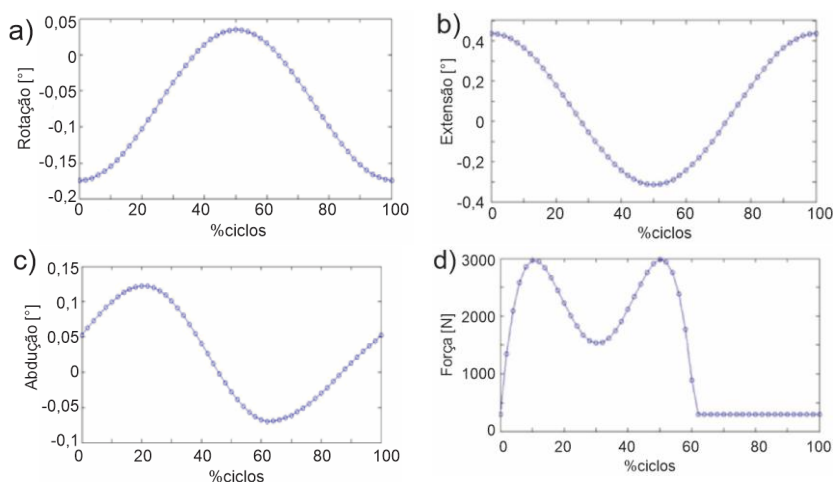 a)
Rotação [°]
0,05
0
-0,05
-0,1
-0,15
-0,2
0 20 40 60 80 100
%ciclos
b)
Extensão [°]
0,4
0,2
0
-0,2
-0,4
0 20 40 60 80 100
%ciclos
c)
Abdução [°]
0,15
0,1
0,05
0
-0,05
-0,1
0 20 40 60 80 100
%ciclos
d)
Força [N]
3000
2000
1000
0
0 20 40 60 80 100
%ciclos